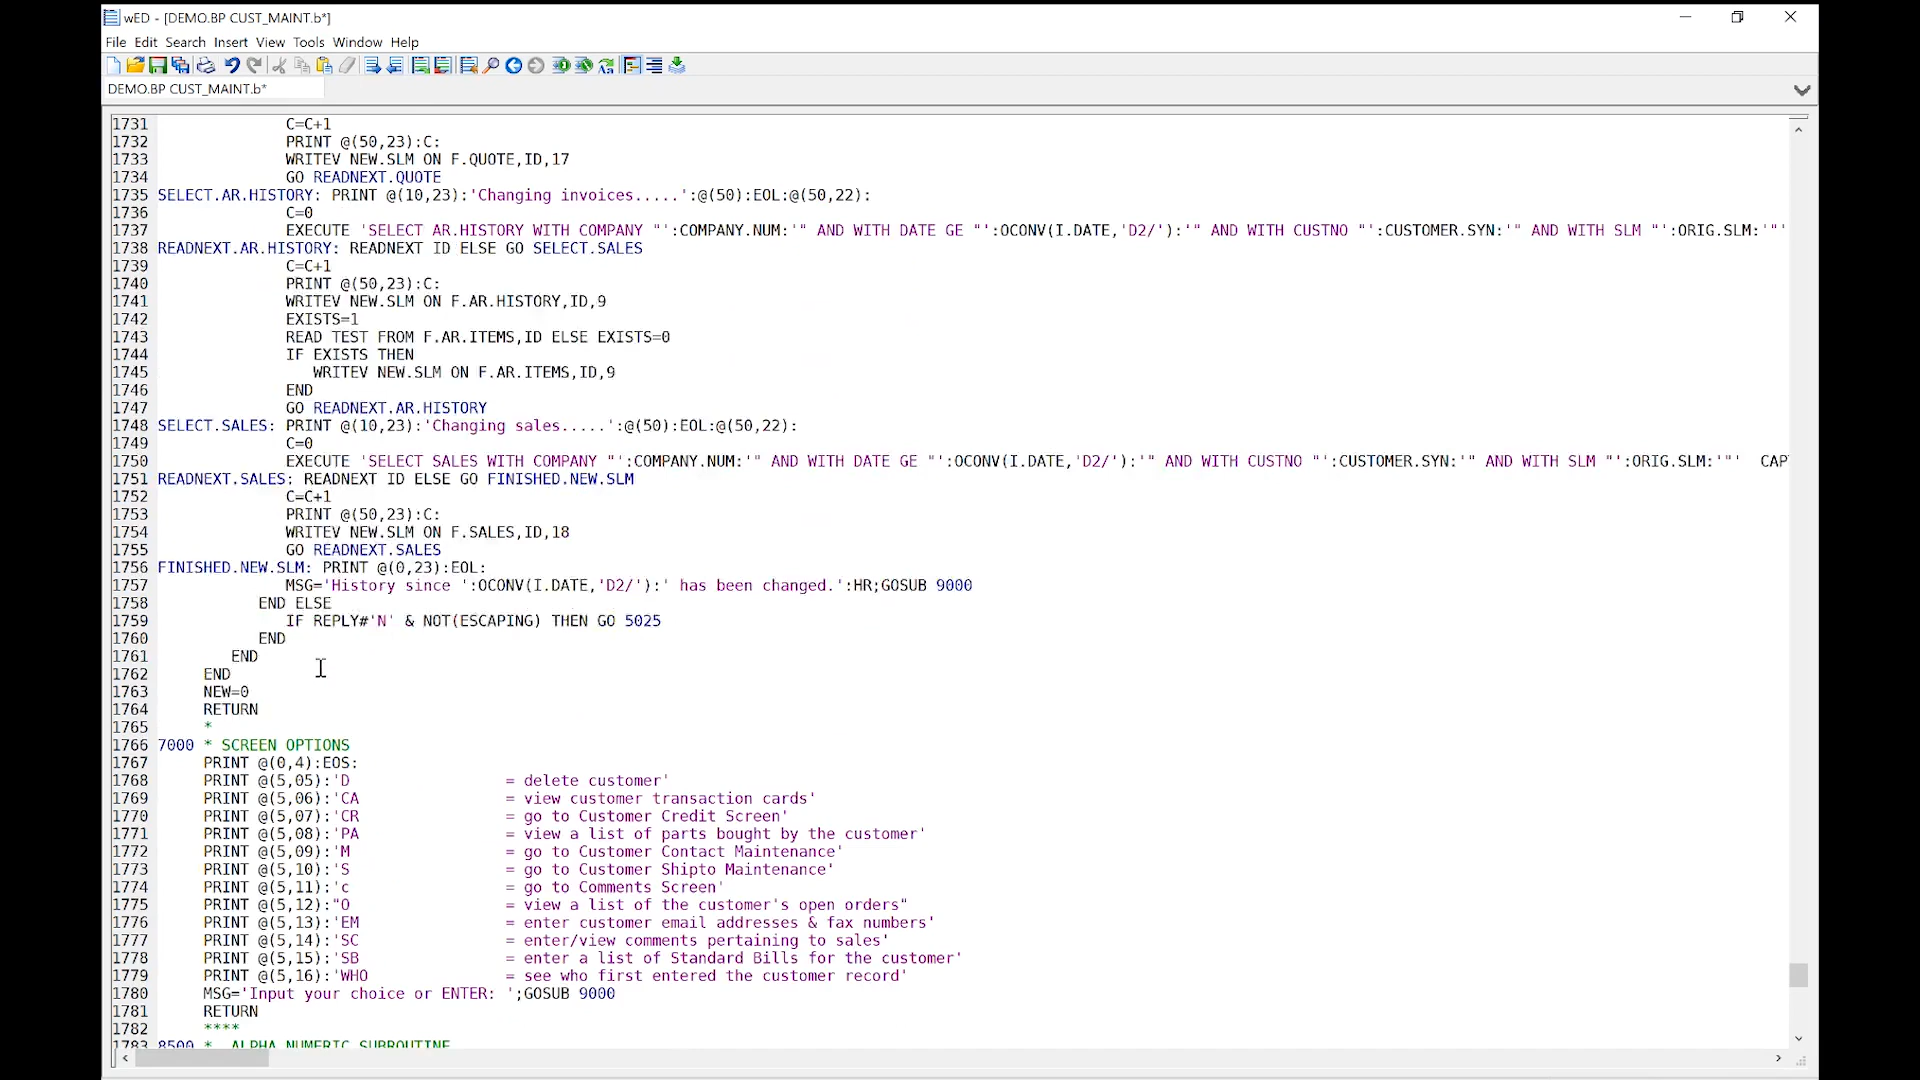 wED - [DEMO.BP CUST_MAINT.b*]
File Edit Search Insert View Tools Window Help
DEMO.BP CUST_MAINT.b*
1731 C=C+1
1732 PRINT @(50,23):C:
1733 WRITEV NEW.SLM ON F.QUOTE,ID,17
1734 GO READNEXT.QUOTE
1735 SELECT.AR.HISTORY: PRINT @(10,23):'Changing invoices.....':@(50):EOL:@(50,22):
1736 C=0
1737 EXECUTE 'SELECT AR.HISTORY WITH COMPANY "':COMPANY.NUM:'" AND WITH DATE GE "':OCONV(I.DATE,'D2/'):'" AND WITH CUSTNO "':CUSTOMER.SYN:'" AND WITH SLM "':ORIG.SLM:'"'
1738 READNEXT.AR.HISTORY: READNEXT ID ELSE GO SELECT.SALES
1739 C=C+1
1740 PRINT @(50,23):C:
1741 WRITEV NEW.SLM ON F.AR.HISTORY,ID,9
1742 EXISTS=1
1743 READ TEST FROM F.AR.ITEMS,ID ELSE EXISTS=0
1744 IF EXISTS THEN
1745 WRITEV NEW.SLM ON F.AR.ITEMS,ID,9
1746 END
1747 GO READNEXT.AR.HISTORY
1748 SELECT.SALES: PRINT @(10,23):'Changing sales.....':@(50):EOL:@(50,22):
1749 C=0
1750 EXECUTE 'SELECT SALES WITH COMPANY "':COMPANY.NUM:'" AND WITH DATE GE "':OCONV(I.DATE,'D2/'):'" AND WITH CUSTNO "':CUSTOMER.SYN:'" AND WITH SLM "':ORIG.SLM:'"' CAP
1751 READNEXT.SALES: READNEXT ID ELSE GO FINISHED.NEW.SLM
1752 C=C+1
1753 PRINT @(50,23):C:
1754 WRITEV NEW.SLM ON F.SALES,ID,18
1755 GO READNEXT.SALES
1756 FINISHED.NEW.SLM: PRINT @(0,23):EOL:
1757 MSG='History since ':OCONV(I.DATE,'D2/'):' has been changed.':HR;GOSUB 9000
1758 END ELSE
1759 IF REPLY#'N' & NOT(ESCAPING) THEN GO 5025
1760 END
1761 END
1762 END
1763 NEW=0
1764 RETURN
1765 *
1766 7000 * SCREEN OPTIONS
1767 PRINT @(0,4):EOS:
1768 PRINT @(5,05):'D = delete customer'
1769 PRINT @(5,06):'CA = view customer transaction cards'
1770 PRINT @(5,07):'CR = go to Customer Credit Screen'
1771 PRINT @(5,08):'PA = view a list of parts bought by the customer'
1772 PRINT @(5,09):'M = go to Customer Contact Maintenance'
1773 PRINT @(5,10):'S = go to Customer Shipto Maintenance'
1774 PRINT @(5,11):'c = go to Comments Screen'
1775 PRINT @(5,12):"O = view a list of the customer's open orders"
1776 PRINT @(5,13):'EM = enter customer email addresses & fax numbers'
1777 PRINT @(5,14):'SC = enter/view comments pertaining to sales'
1778 PRINT @(5,15):'SB = enter a list of Standard Bills for the customer'
1779 PRINT @(5,16):'WHO = see who first entered the customer record'
1780 MSG='Input your choice or ENTER: ';GOSUB 9000
1781 RETURN
1782 ****
1783 8500 * ALPHA NUMERIC SUBROUTINE